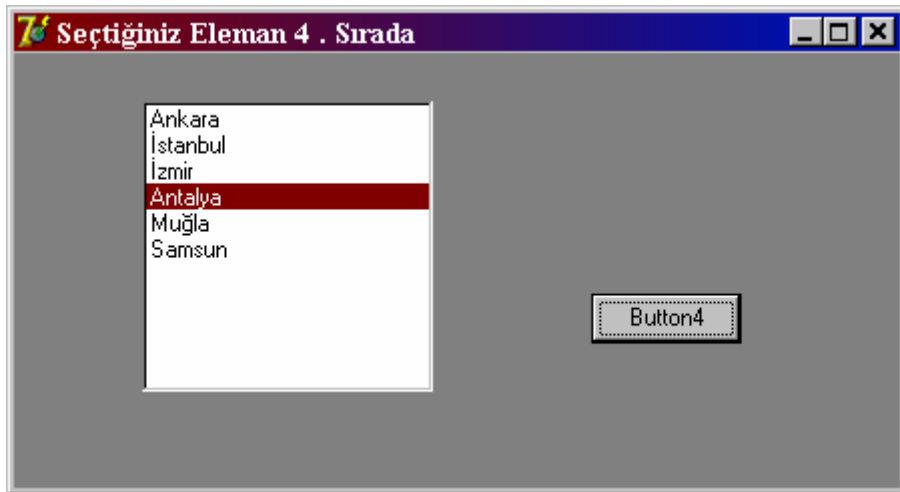 Seçtiğiniz Eleman 4 . Sırada
Ankara
İstanbul
İzmir
Antalya
Muğla
Samsun
Button4